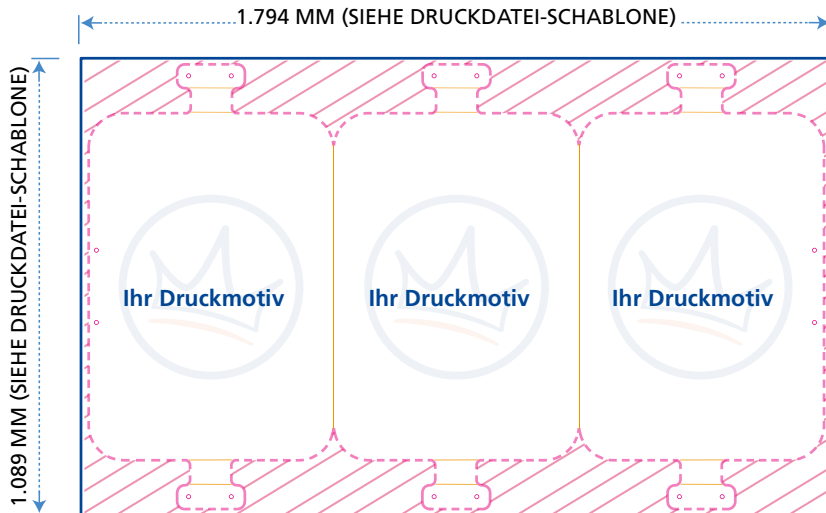 1.794 MM (SIEHE DRUCKDATEI-SCHABLONE)
1.089 MM (SIEHE DRUCKDATEI-SCHABLONE)
Ihr Druckmotiv
Ihr Druckmotiv
Ihr Druckmotiv